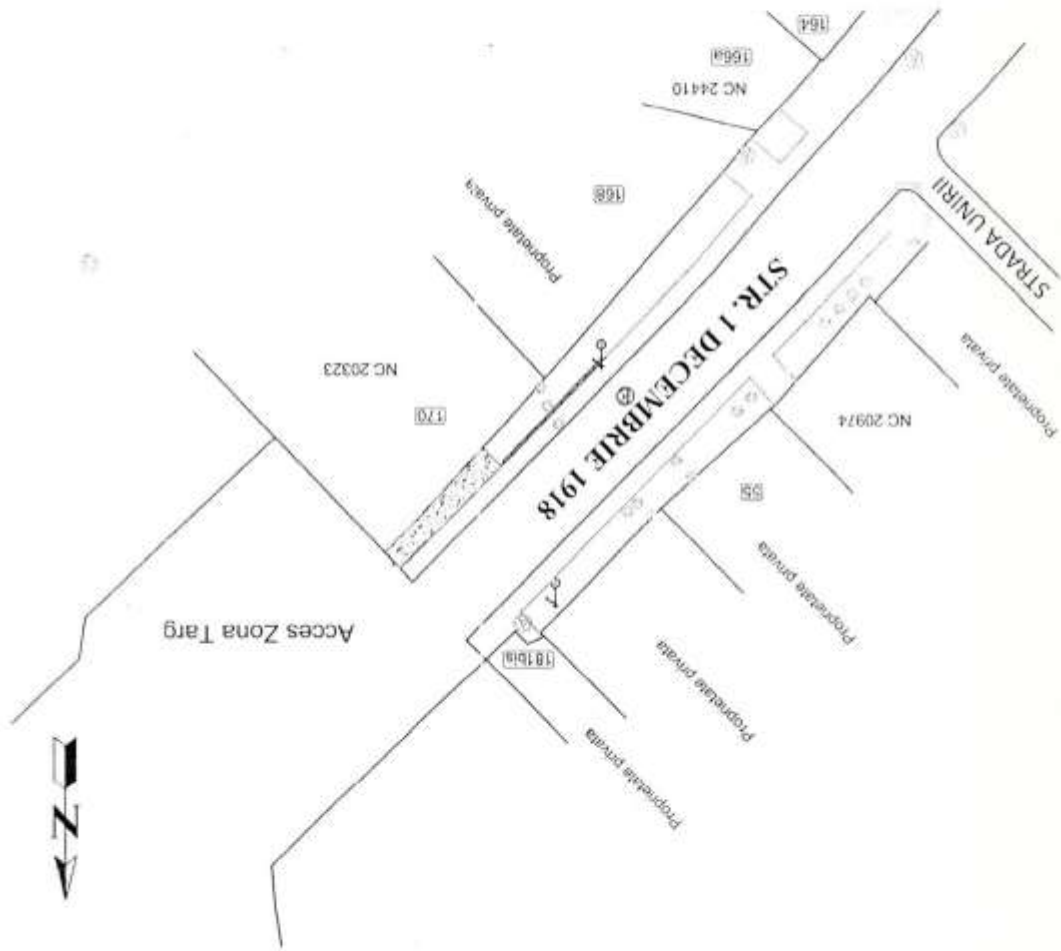 N
Acces Zona Targ
STR. 1 DECEMBRIE 1918
STRADA UNIRII
Proprietate privata
Proprietate privata
Proprietate privata
Proprietate privata
Proprietate privata
181bis
55
NC 20974
170
NC 20323
168
NC 24410
166a
164